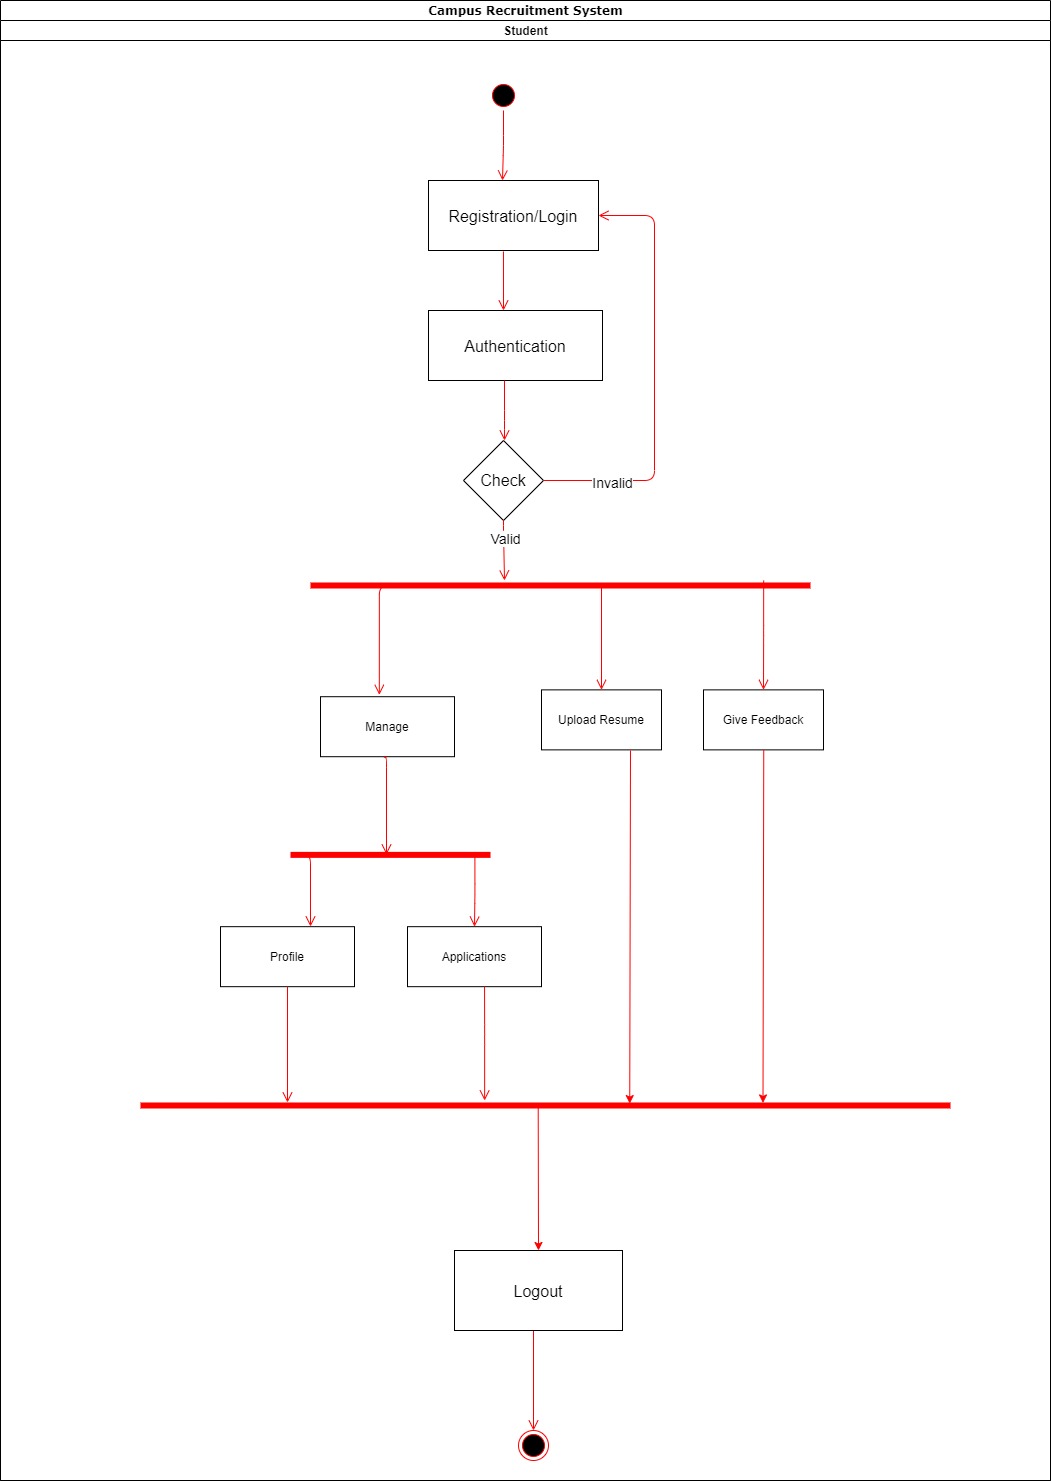 Campus Recruitment System
Student
Registration/Login
Authentication
Check
Invalid
Valid
Manage
Upload Resume
Give Feedback
Profile
Applications
Logout